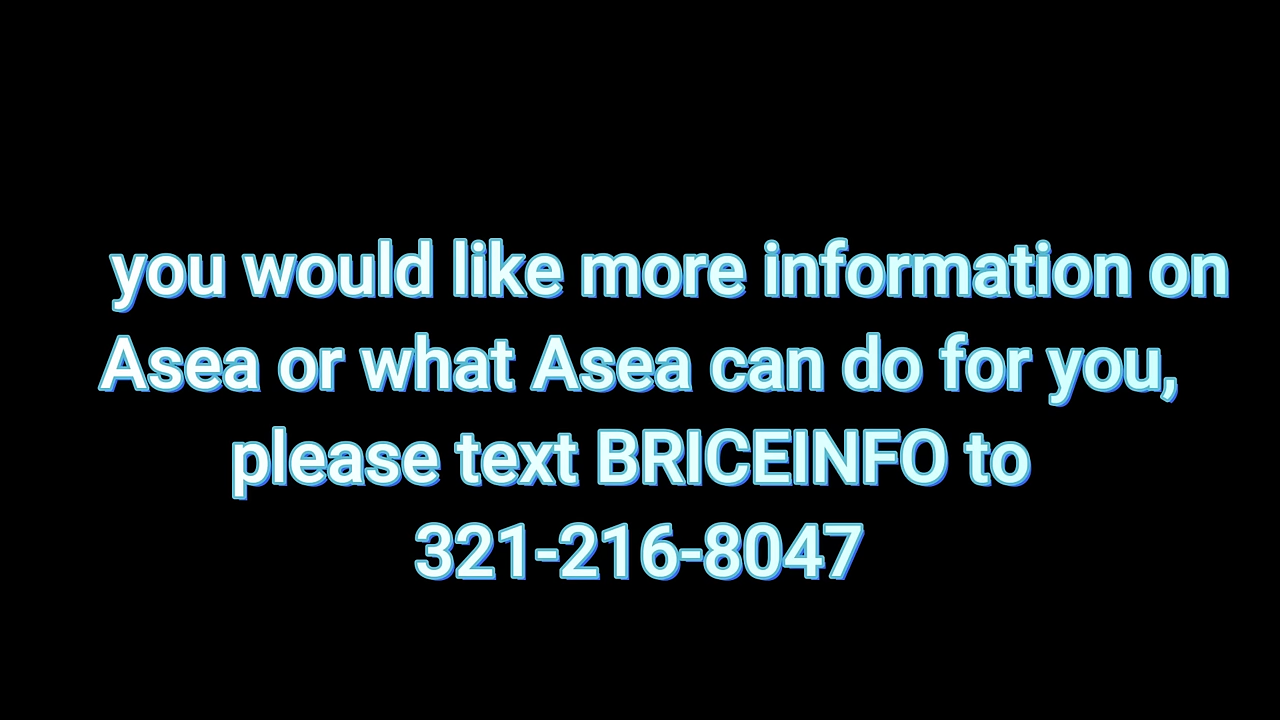 you would like more information on
Asea or what Asea can do for you,
please text BRICEINFO to
321-216-8047